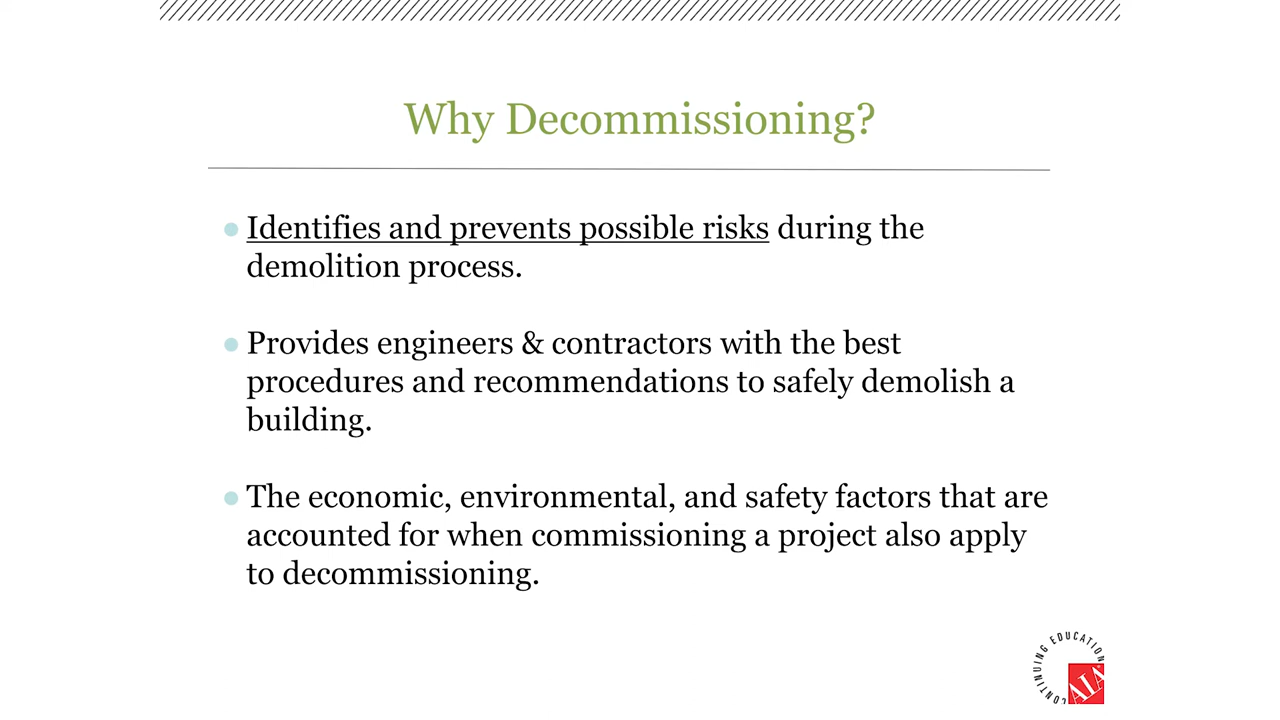 Why Decommissioning?
Identifies and prevents possible risks during the
demolition process.
Provides engineers & contractors with the best
procedures and recommendations to safely demolish a
building.
The economic, environmental, and safety factors that are
accounted for when commissioning a project also apply
to decommissioning.
CONTINUING EDUCATION
AIA